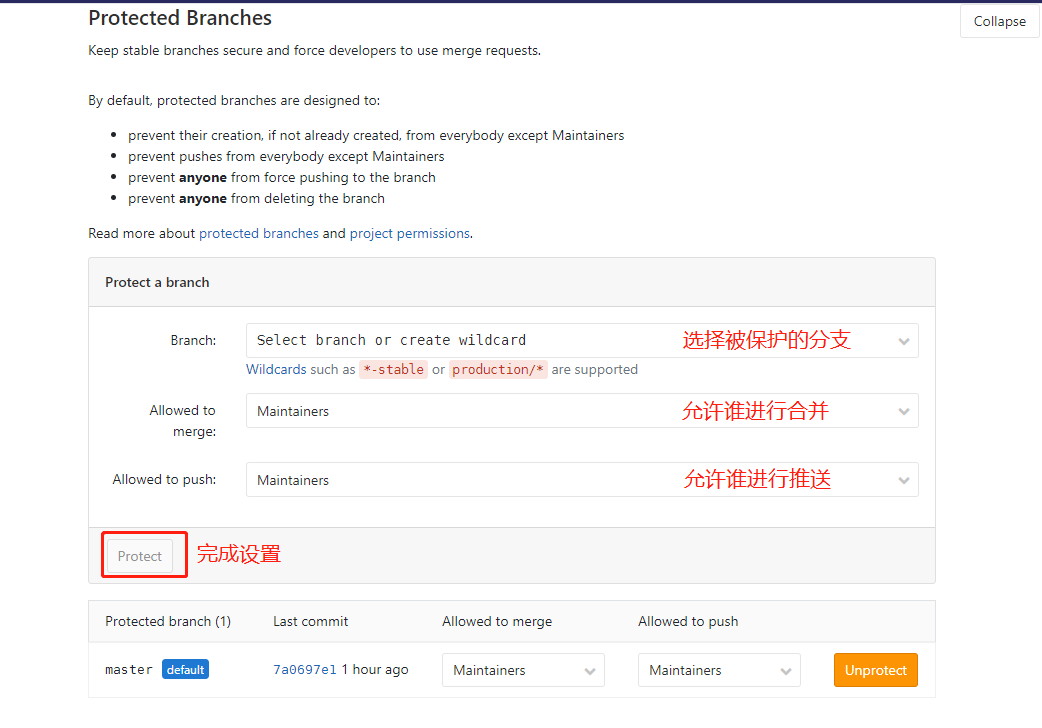 Protected Branches
Collapse
Keep stable branches secure and force developers to use merge requests.
By default, protected branches are designed to:
prevent their creation, if not already created, from everybody except Maintainers
prevent pushes from everybody except Maintainers
prevent anyone from force pushing to the branch
prevent anyone from deleting the branch
Read more about protected branches and project permissions.
Protect a branch
Branch: Select branch or create wildcard 选择被保护的分支
Wildcards such as *-stable or production/* are supported
Allowed to Maintainers 允许谁进行合并
merge:
Allowed to push: Maintainers 允许谁进行推送
Protect 完成设置
Protected branch (1) Last commit Allowed to merge Allowed to push
master default 7a0697e1 1 hour ago Maintainers Maintainers Unprotect